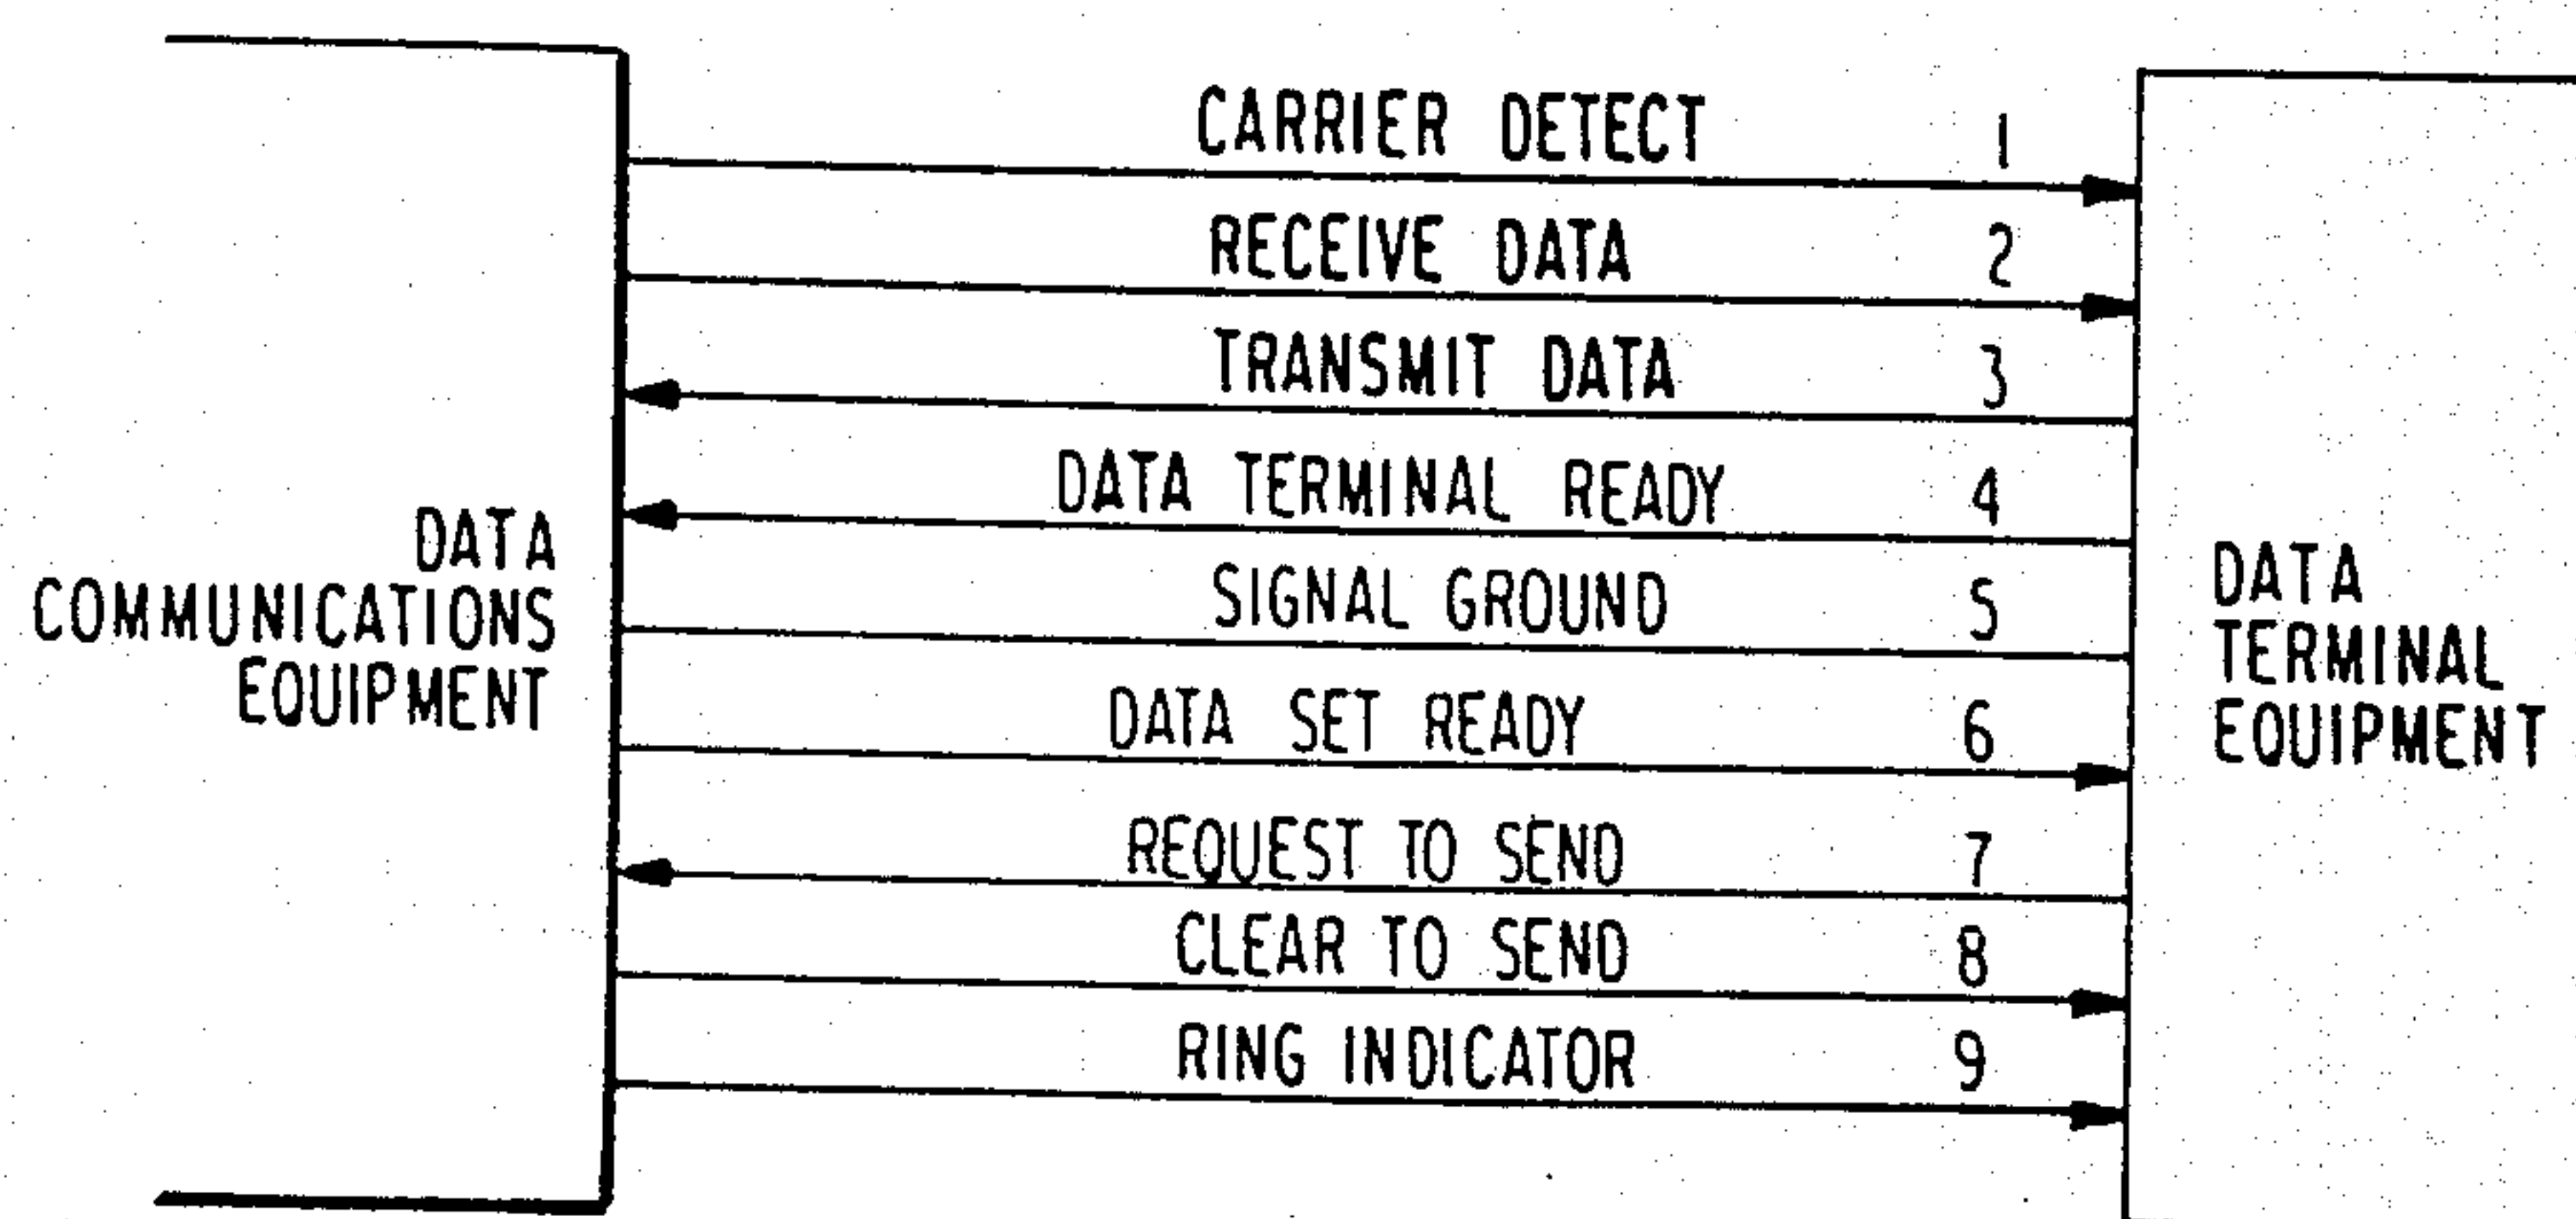 CARRIER DETECT 1
RECEIVE DATA 2
TRANSMIT DATA 3
DATA TERMINAL READY 4
SIGNAL GROUND 5
DATA SET READY 6
REQUEST TO SEND 7
CLEAR TO SEND 8
RING INDICATOR 9
DATA
COMMUNICATIONS
EQUIPMENT
DATA
TERMINAL
EQUIPMENT